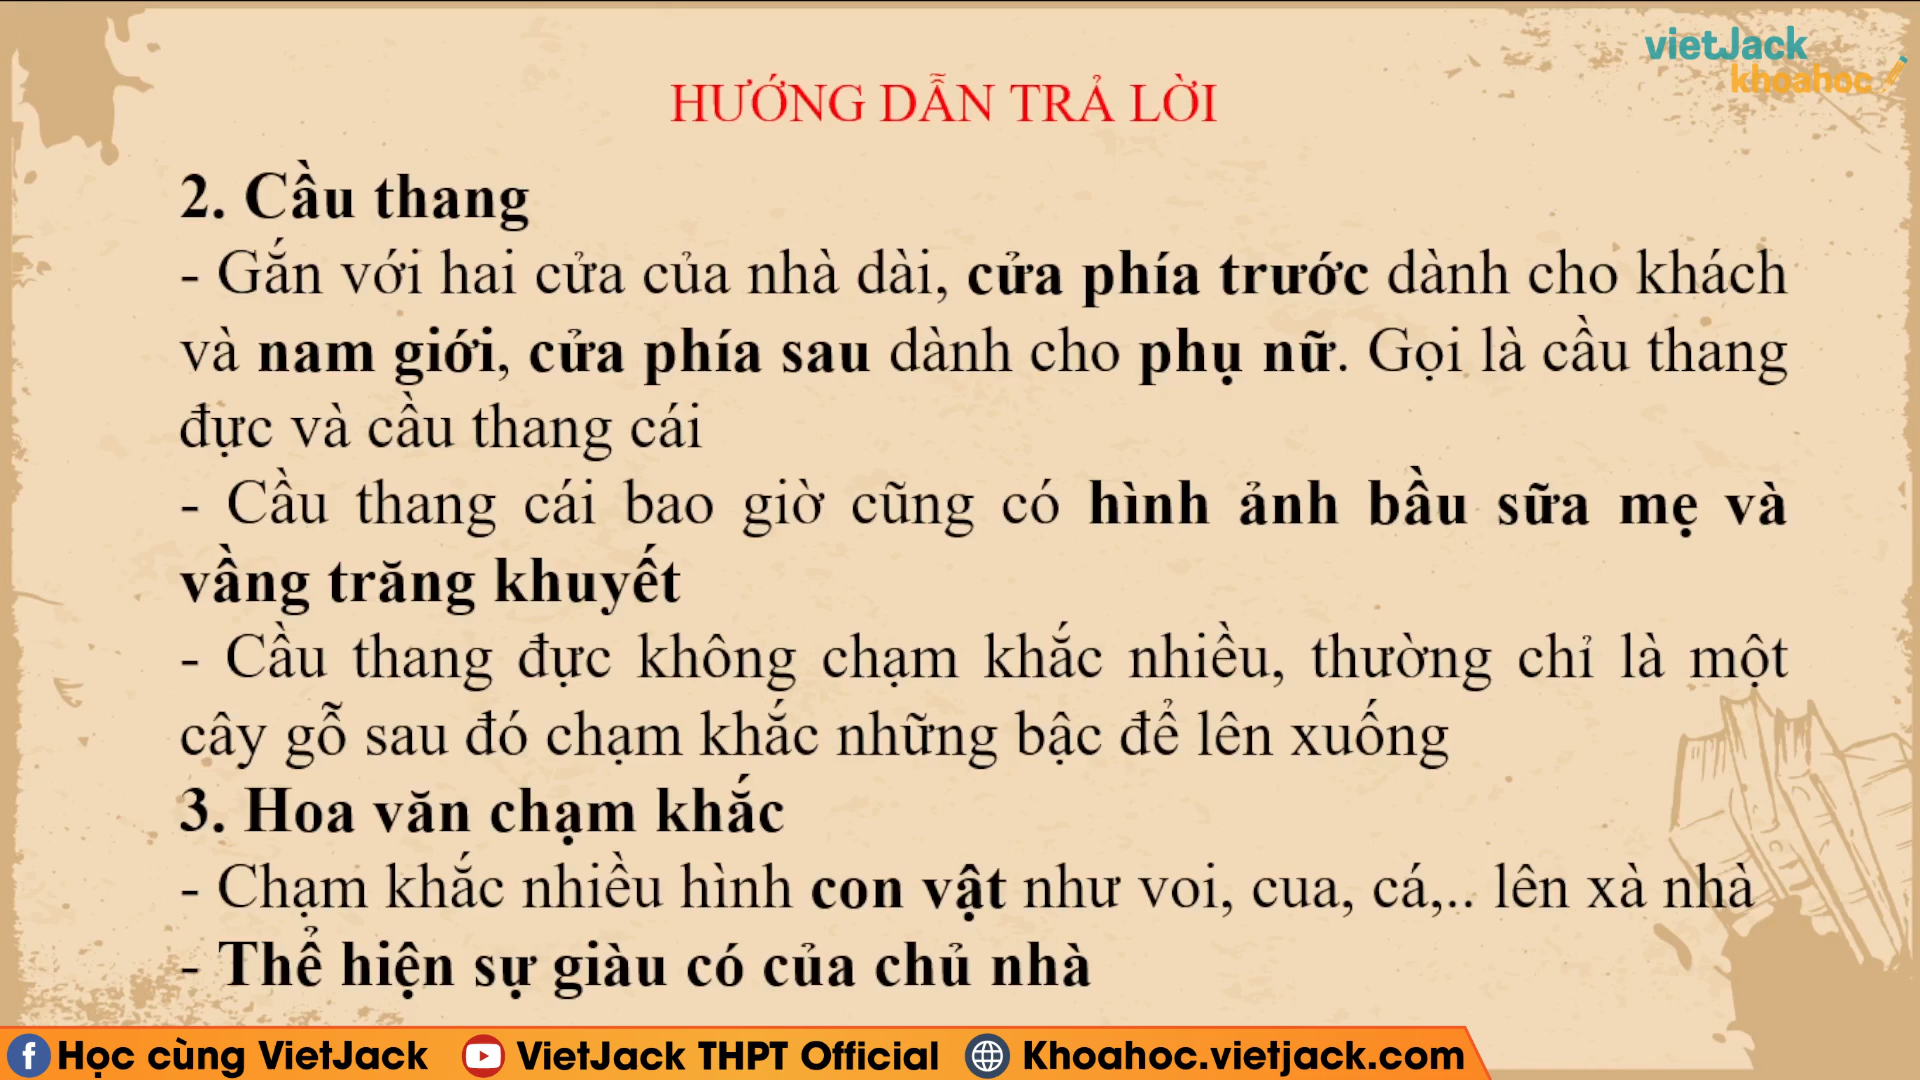 vietJack
khoahoc
HƯỚNG DẪN TRẢ LỜI
2. Cầu thang
- Gắn với hai cửa của nhà dài, cửa phía trước dành cho khách
và nam giới, cửa phía sau dành cho phụ nữ. Gọi là cầu thang
đực và cầu thang cái
- Cầu thang cái bao giờ cũng có hình ảnh bầu sữa mẹ và
vầng trăng khuyết
- Cầu thang đực không chạm khắc nhiều, thường chỉ là một
cây gỗ sau đó chạm khắc những bậc để lên xuống
3. Hoa văn chạm khắc
- Chạm khắc nhiều hình con vật như voi, cua, cá,.. lên xà nhà
- Thể hiện sự giàu có của chủ nhà
Học cùng VietJack VietJack THPT Official Khoahoc.vietjack.com